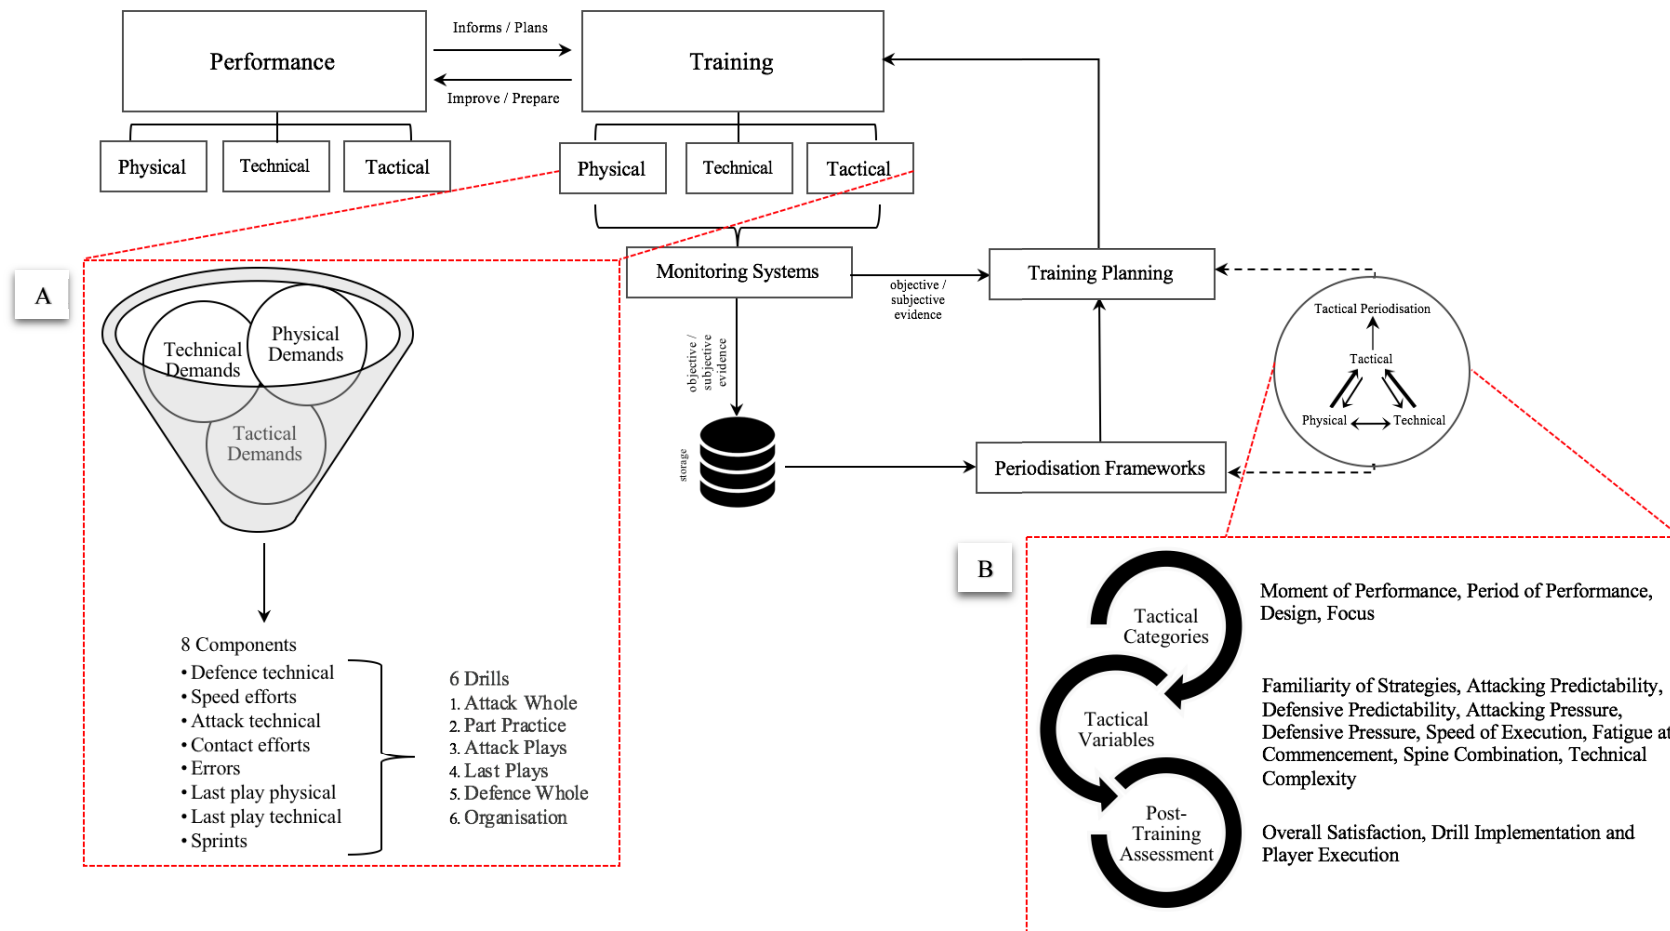 Performance
Informs / Plans
Improve / Prepare
Training
Physical
Technical
Tactical
Physical
Technical
Tactical
Monitoring Systems
objective /
subjective
evidence
Training Planning
objective /
subjective
evidence
storage
Periodisation Frameworks
Tactical Periodisation
Tactical
Physical
Technical
A
Technical
Demands
Physical
Demands
Tactical
Demands
8 Components
• Defence technical
• Speed efforts
• Attack technical
• Contact efforts
• Errors
• Last play physical
• Last play technical
• Sprints
6 Drills
1. Attack Whole
2. Part Practice
3. Attack Plays
4. Last Plays
5. Defence Whole
6. Organisation
B
Tactical
Categories
Moment of Performance, Period of Performance,
Design, Focus
Tactical
Variables
Familiarity of Strategies, Attacking Predictability,
Defensive Predictability, Attacking Pressure,
Defensive Pressure, Speed of Execution, Fatigue at
Commencement, Spine Combination, Technical
Complexity
Post-
Training
Assessment
Overall Satisfaction, Drill Implementation and
Player Execution